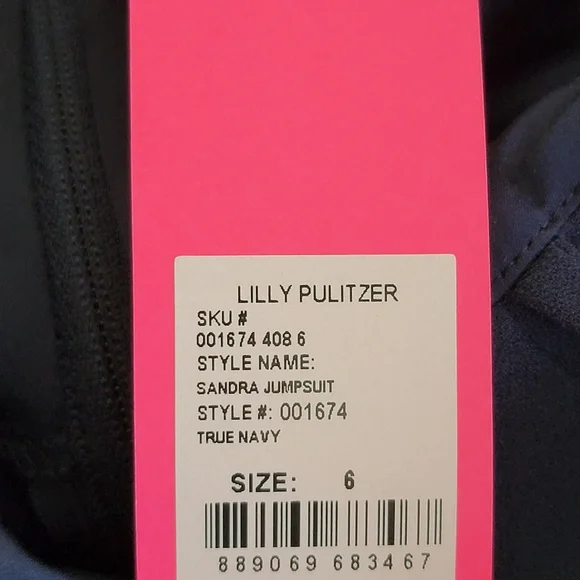 LILLY PULITZER
SKU #
001674 408 6
STYLE NAME:
SANDRA JUMPSUIT
STYLE #: 001674
TRUE NAVY
SIZE: 6
889069 683467